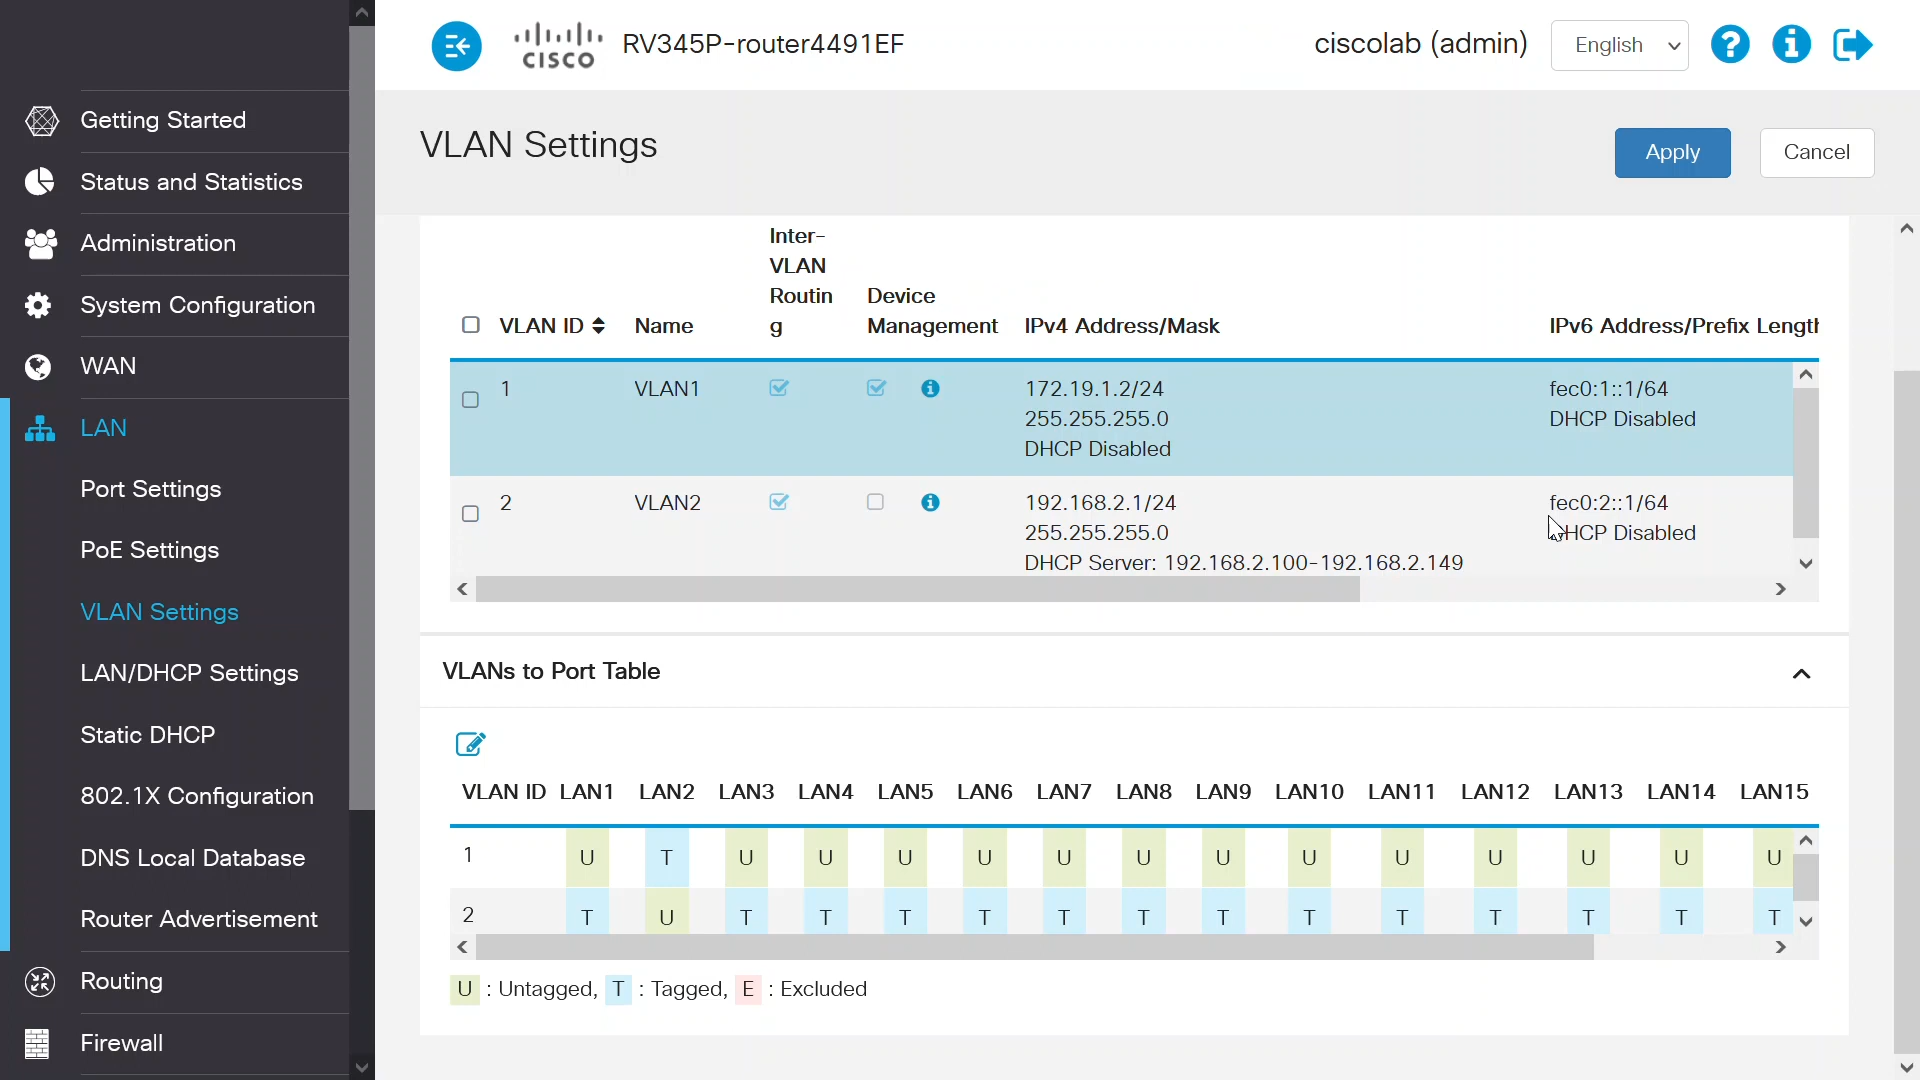 CISCO RV345P-router4491EF
ciscolab (admin) English
Getting Started
Status and Statistics
Administration
System Configuration
WAN
LAN
Port Settings
PoE Settings
VLAN Settings
LAN/DHCP Settings
Static DHCP
802.1X Configuration
DNS Local Database
Router Advertisement
Routing
Firewall
VLAN Settings
Apply Cancel
Inter-
VLAN
Routin
g
Device
Management
VLAN ID Name IPv4 Address/Mask IPv6 Address/Prefix Length
1 VLAN1 172.19.1.2/24 fec0:1::1/64
255.255.255.0 DHCP Disabled
DHCP Disabled
2 VLAN2 192.168.2.1/24 fec0:2::1/64
255.255.255.0 DHCP Disabled
DHCP Server: 192.168.2.100-192.168.2.149
VLANs to Port Table
VLAN ID LAN1 LAN2 LAN3 LAN4 LAN5 LAN6 LAN7 LAN8 LAN9 LAN10 LAN11 LAN12 LAN13 LAN14 LAN15
1 U T U U U U U U U U U U U U U
2 T U T T T T T T T T T T T T T
U : Untagged, T : Tagged, E : Excluded